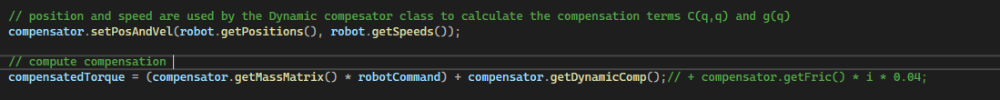 // position and speed are used by the Dynamic compesator class to calculate the compensation terms C(q,q) and g(q)
compensator.setPosAndVel(robot.getPositions(), robot.getSpeeds());
// compute compensation
compensatedTorque = (compensator.getMassMatrix() * robotCommand) + compensator.getDynamicComp();// + compensator.getFric() * i * 0.04;